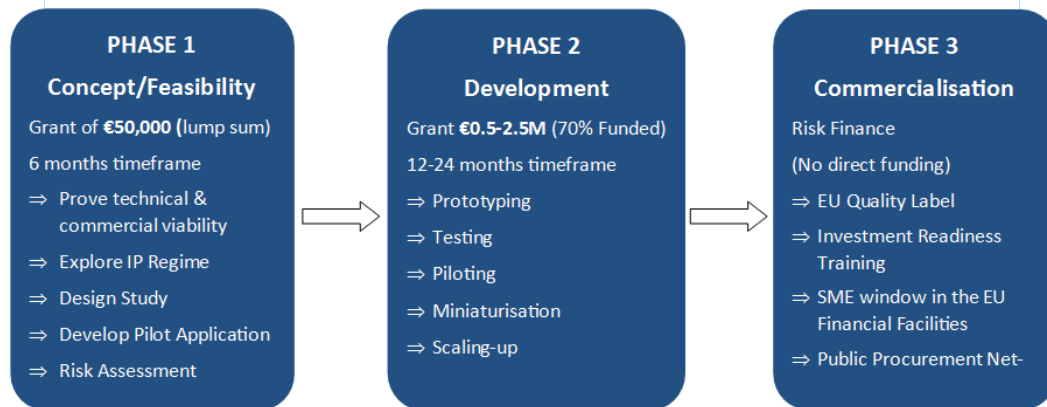 PHASE 1
Concept/Feasibility
Grant of €50,000 (lump sum)
6 months timeframe
⇒ Prove technical &
commercial viability
⇒ Explore IP Regime
⇒ Design Study
⇒ Develop Pilot Application
⇒ Risk Assessment
PHASE 2
Development
Grant €0.5-2.5M (70% Funded)
12-24 months timeframe
⇒ Prototyping
⇒ Testing
⇒ Piloting
⇒ Miniaturisation
⇒ Scaling-up
PHASE 3
Commercialisation
Risk Finance
(No direct funding)
⇒ EU Quality Label
⇒ Investment Readiness
Training
⇒ SME window in the EU
Financial Facilities
⇒ Public Procurement Net-